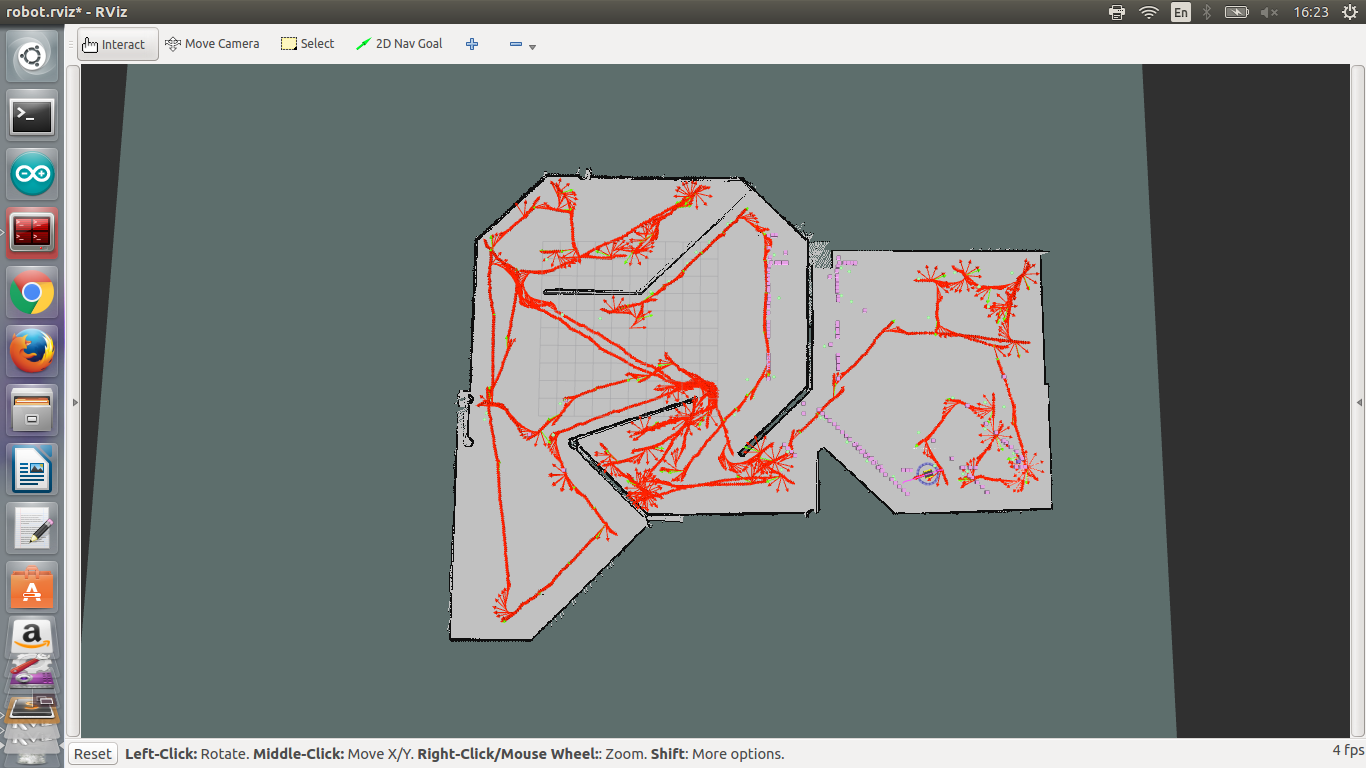 robot.rviz* - RViz
En
16:23
Interact
Move Camera
Select
2D Nav Goal
Reset
Left-Click: Rotate. Middle-Click: Move X/Y. Right-Click/Mouse Wheel:: Zoom. Shift: More options.
4 fps